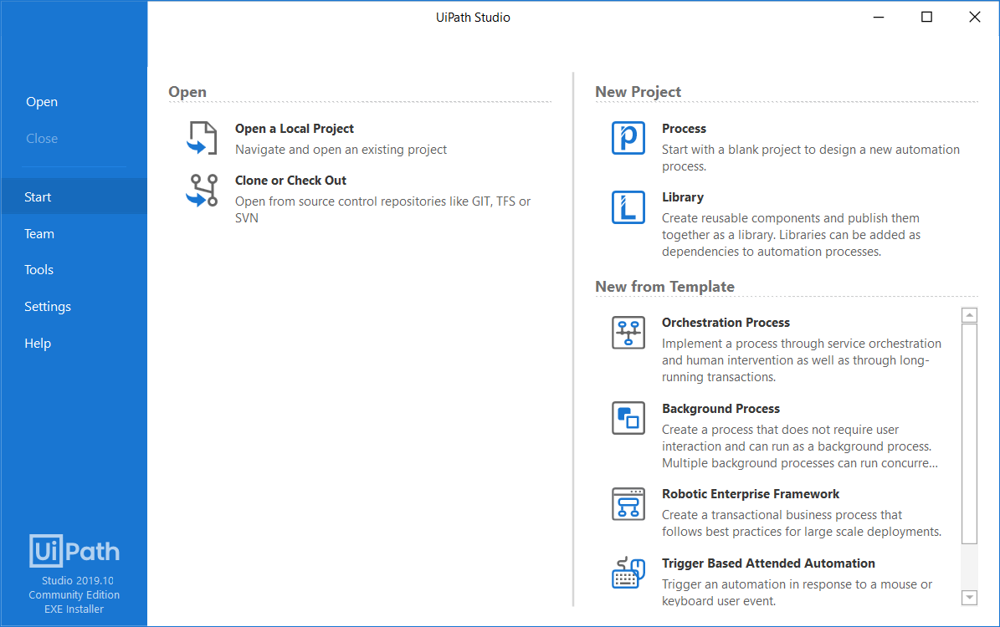 UiPath Studio
Open
Close
Start
Team
Tools
Settings
Help
UiPath
Studio 2019.10
Community Edition
EXE Installer
Open
Open a Local Project
Navigate and open an existing project
Clone or Check Out
Open from source control repositories like GIT, TFS or
SVN
New Project
Process
Start with a blank project to design a new automation
process.
Library
Create reusable components and publish them
together as a library. Libraries can be added as
dependencies to automation processes.
New from Template
Orchestration Process
Implement a process through service orchestration
and human intervention as well as through long-
running transactions.
Background Process
Create a process that does not require user
interaction and can run as a background process.
Multiple background processes can run concurre...
Robotic Enterprise Framework
Create a transactional business process that
follows best practices for large scale deployments.
Trigger Based Attended Automation
Trigger an automation in response to a mouse or
keyboard user event.